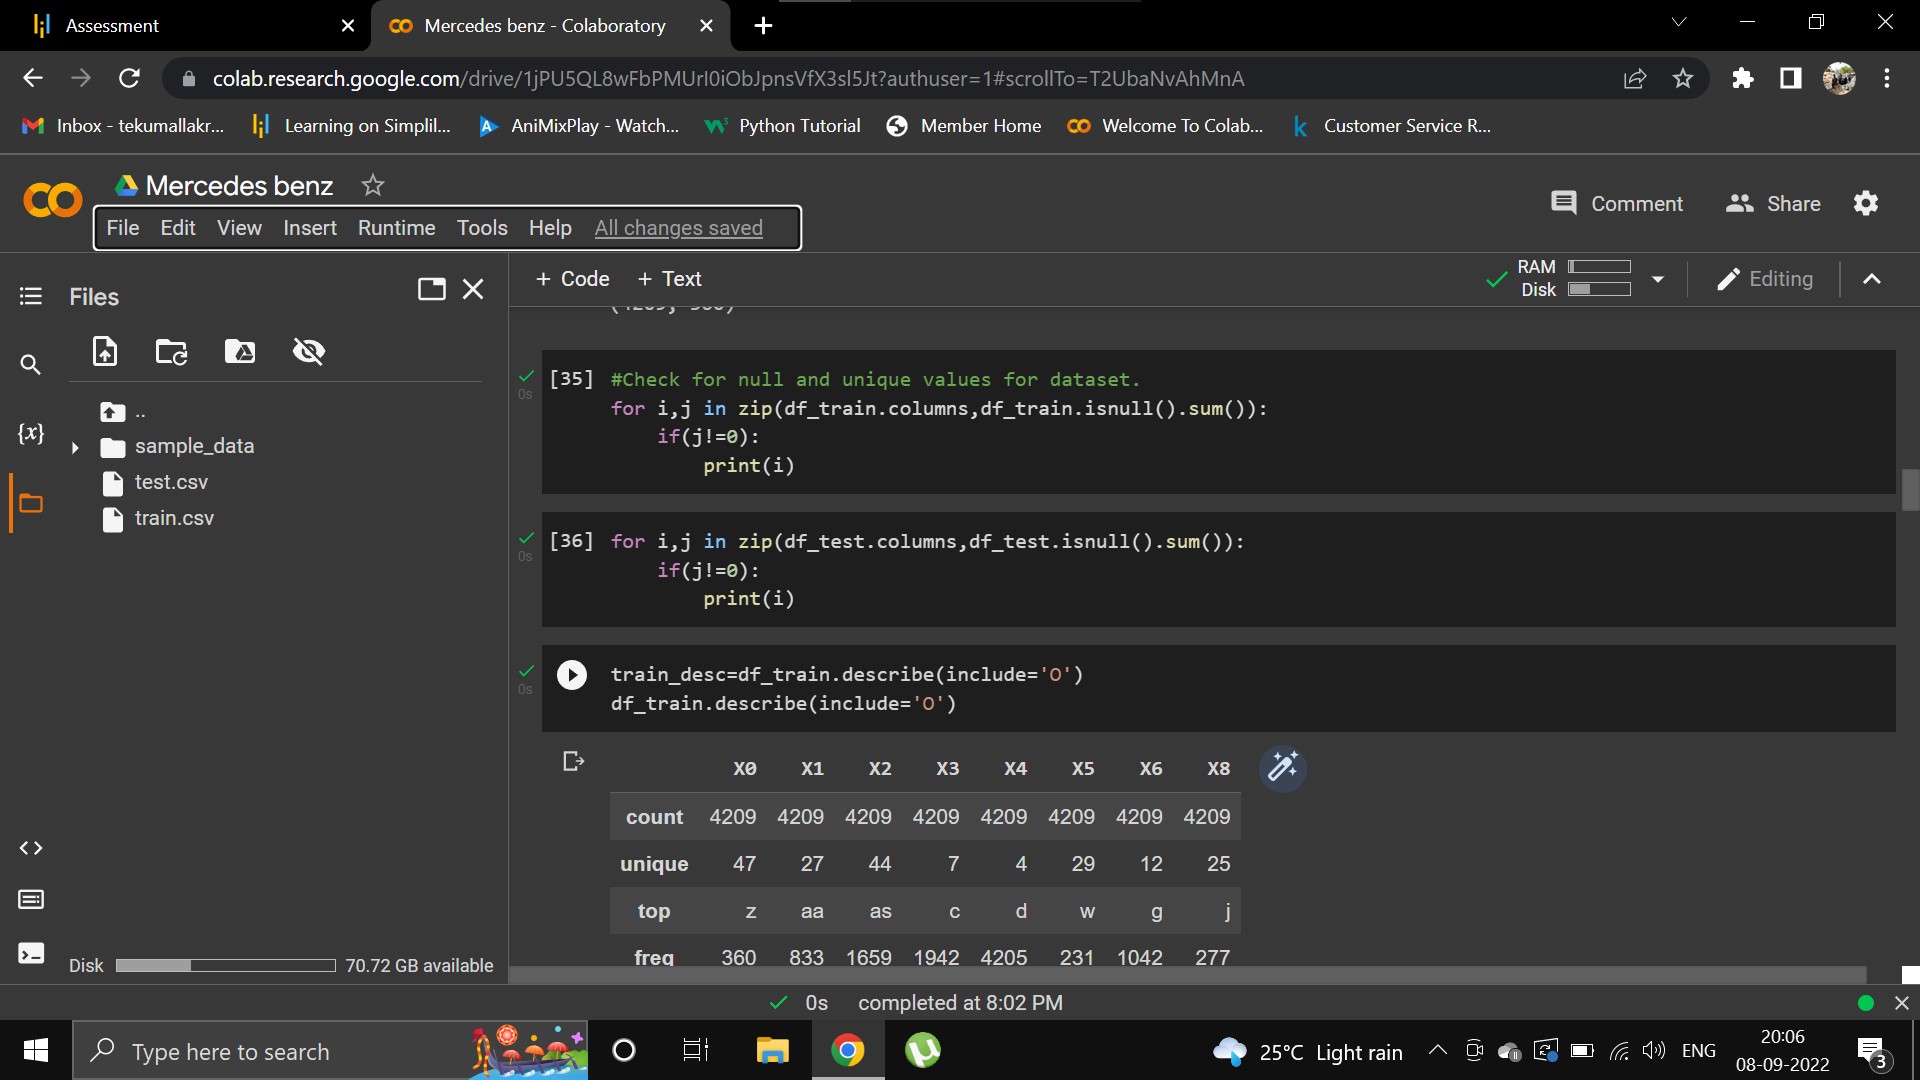 Assessment
Mercedes benz - Colaboratory
colab.research.google.com/drive/1jPU5QL8wFbPMUrI0iObJpnsVfX3sl5Jt?authuser=1#scrollTo=T2UbaNvAhMnA
Inbox - tekumallakr...
Learning on Simplil...
AniMixPlay - Watch...
Python Tutorial
Member Home
Welcome To Colab...
Customer Service R...
Mercedes benz
File Edit View Insert Runtime Tools Help All changes saved
Comment
Share
Files
+ Code + Text
RAM
Disk
Editing
..
sample_data
test.csv
train.csv
[35] #Check for null and unique values for dataset.
for i,j in zip(df_train.columns,df_train.isnull().sum()):
if(j!=0):
print(i)
0s
[36] for i,j in zip(df_test.columns,df_test.isnull().sum()):
if(j!=0):
print(i)
0s
train_desc=df_train.describe(include='O')
df_train.describe(include='O')
0s
X0 X1 X2 X3 X4 X5 X6 X8
count 4209 4209 4209 4209 4209 4209 4209 4209
unique 47 27 44 7 4 29 12 25
top z aa as c d w g j
freq 360 833 1659 1942 4205 231 1042 277
Disk 70.72 GB available
0s completed at 8:02 PM
Type here to search
25°C Light rain
ENG
20:06
08-09-2022
3